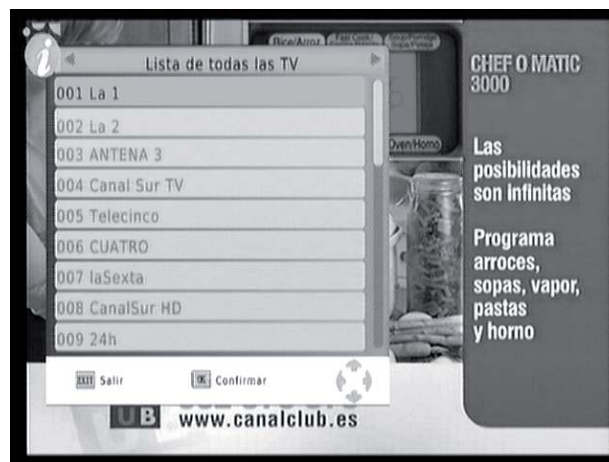 Rice/Arroz
Lista de todas las TV
001 La 1
002 La 2
003 ANTENA 3
004 Canal Sur TV
005 Telecinco
006 CUATRO
007 laSexta
008 CanalSur HD
009 24h
EXIT Salir
OK Confirmar
CHEF O MATIC
3000
Las
posibilidades
son infinitas
Programa
arroces,
sopas, vapor,
pastas
y horno
Oven/Horno
UB
www.canalclub.es